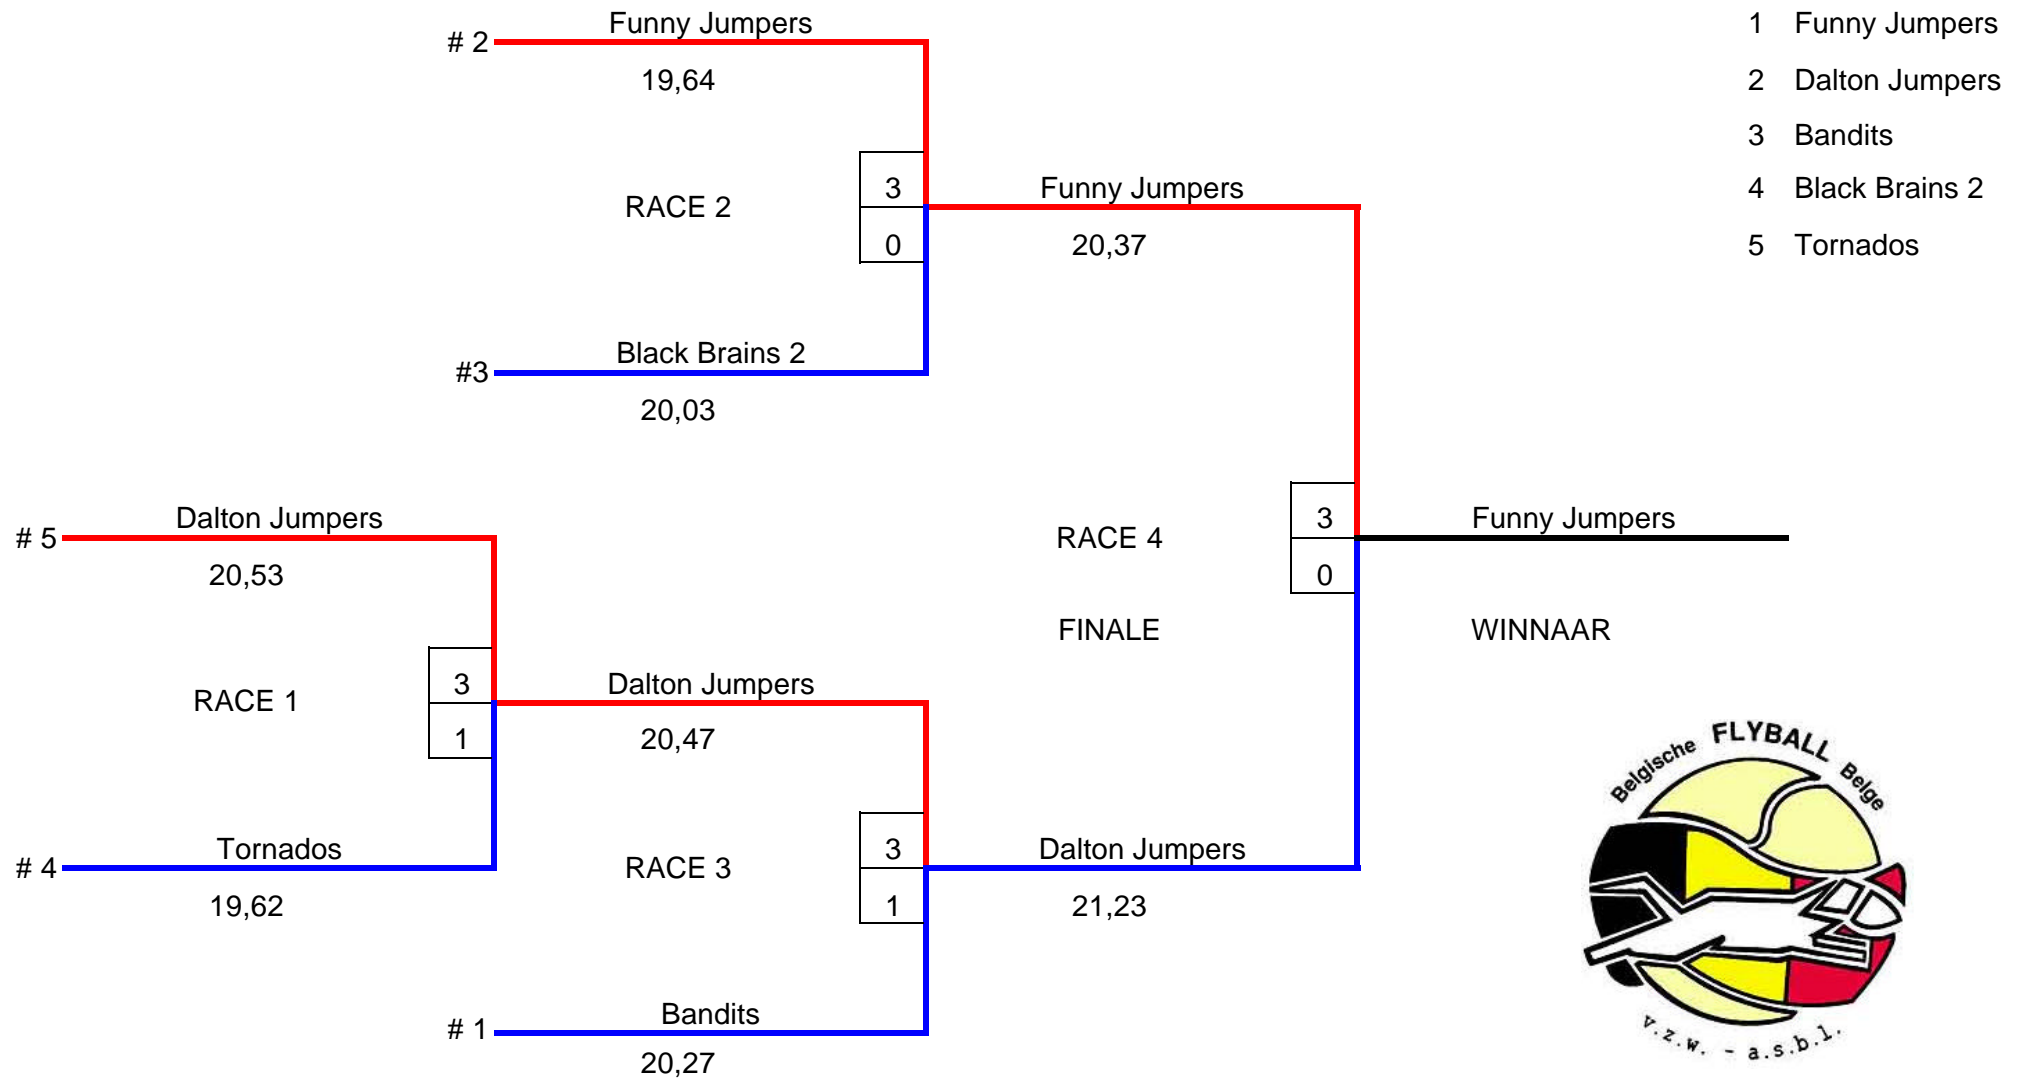 Funny Jumpers
# 2
19,64
RACE 2
3
0
Black Brains 2
#3
20,03
Funny Jumpers
20,37
1 Funny Jumpers
2 Dalton Jumpers
3 Bandits
4 Black Brains 2
5 Tornados
Dalton Jumpers
# 5
20,53
RACE 1
3
1
Tornados
# 4
19,62
Dalton Jumpers
20,47
RACE 3
3
1
Bandits
# 1
20,27
Dalton Jumpers
21,23
RACE 4
3
0
FINALE
Funny Jumpers
WINNAAR
Belgische FLYBALL Belge
v.z.w. - a.s.b.l.